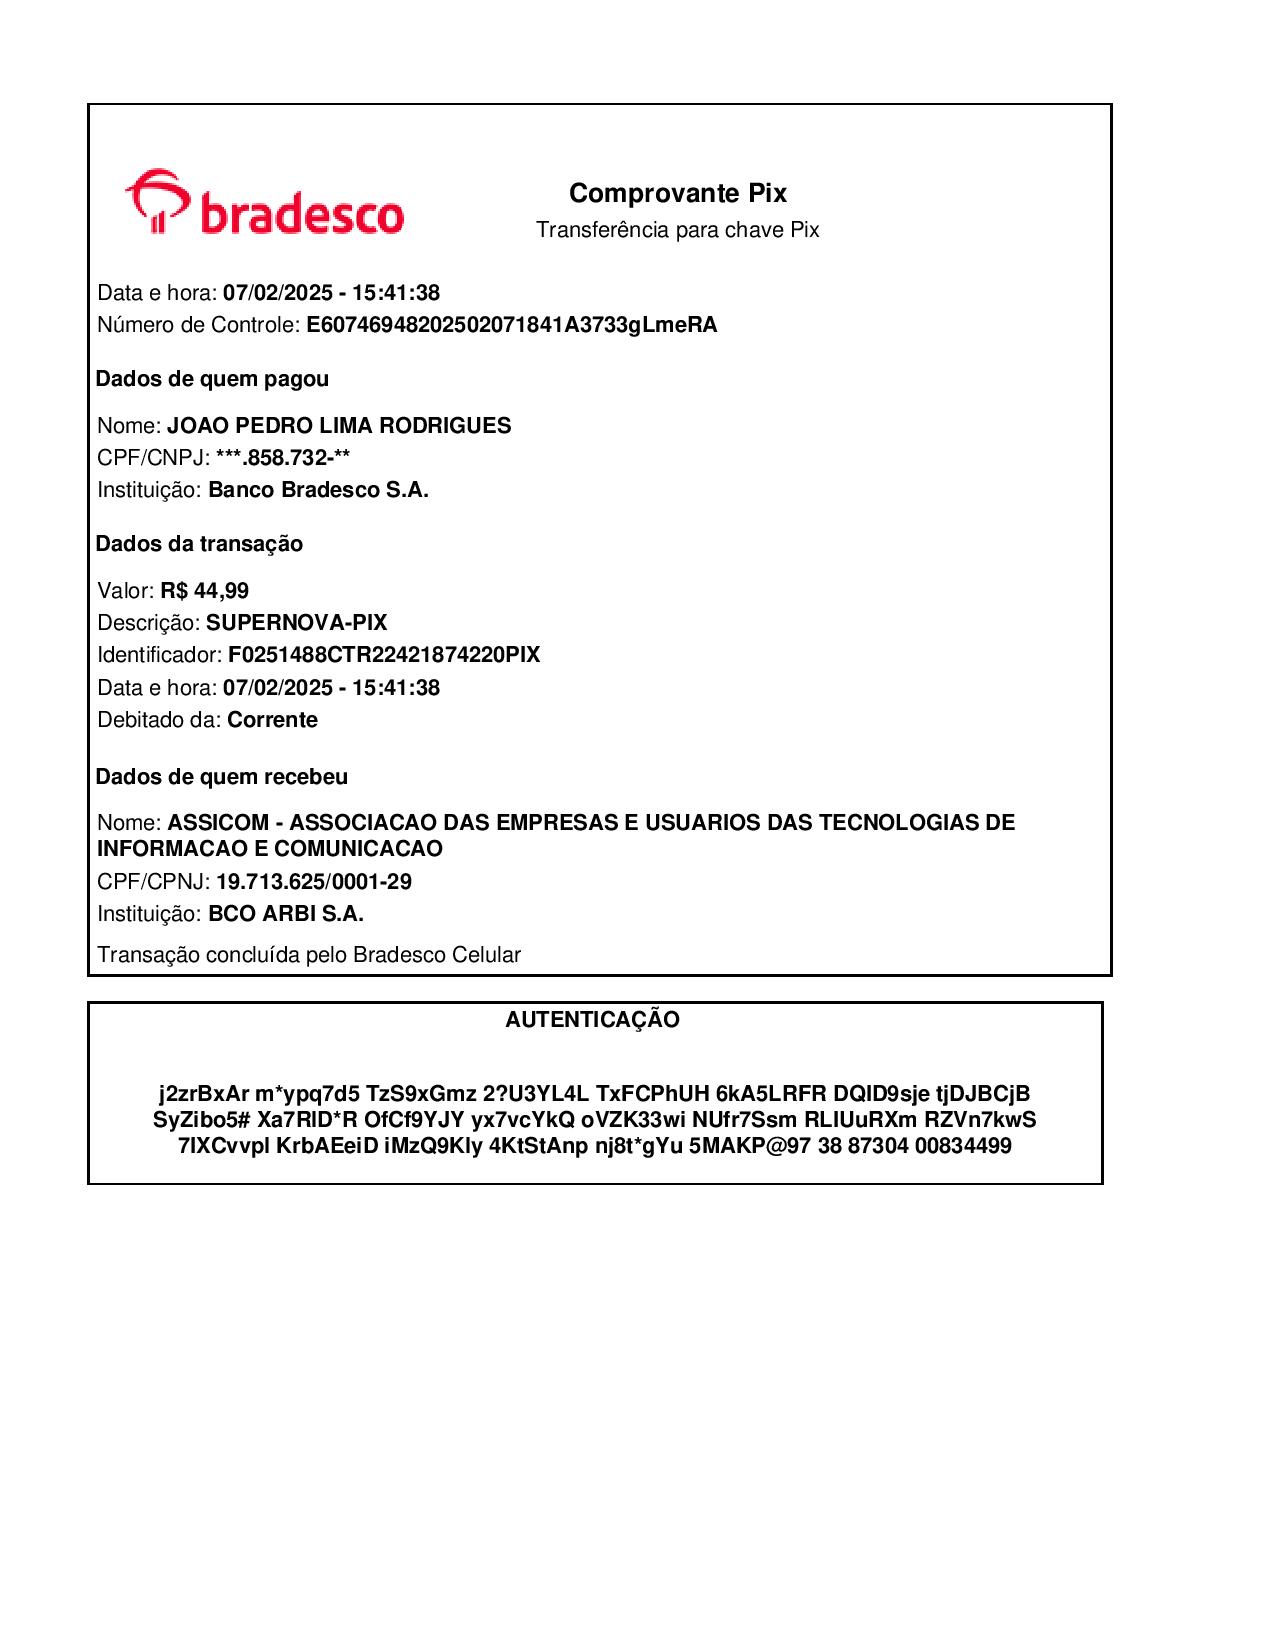 bradesco
Comprovante Pix
Transferência para chave Pix
Data e hora: 07/02/2025 - 15:41:38
Número de Controle: E60746948202502071841A3733gLmeRA
Dados de quem pagou
Nome: JOAO PEDRO LIMA RODRIGUES
CPF/CNPJ: ***.858.732-**
Instituição: Banco Bradesco S.A.
Dados da transação
Valor: R$ 44,99
Descrição: SUPERNOVA-PIX
Identificador: F0251488CTR22421874220PIX
Data e hora: 07/02/2025 - 15:41:38
Debitado da: Corrente
Dados de quem recebeu
Nome: ASSICOM - ASSOCIACAO DAS EMPRESAS E USUARIOS DAS TECNOLOGIAS DE
INFORMACAO E COMUNICACAO
CPF/CPNJ: 19.713.625/0001-29
Instituição: BCO ARBI S.A.
Transação concluída pelo Bradesco Celular
AUTENTICAÇÃO
j2zrBxAr m*ypq7d5 TzS9xGmz 2?U3YL4L TxFCPhUH 6kA5LRFR DQID9sje tjDJBCjB
SyZibo5# Xa7RlD*R OfCf9YJY yx7vcYkQ oVZK33wi NUfr7Ssm RLIUuRXm RZVn7kwS
7IXCvvpl KrbAEeiD iMzQ9Kly 4KtStAnp nj8t*gYu 5MAKP@97 38 87304 00834499